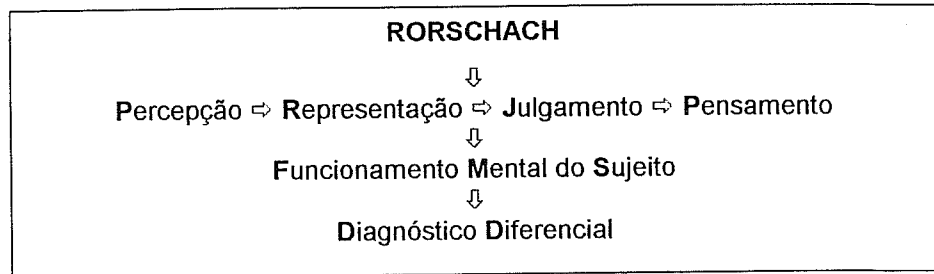 RORSCHACH
⇩
Percepção ⇨ Representação ⇨ Julgamento ⇨ Pensamento
⇩
Funcionamento Mental do Sujeito
⇩
Diagnóstico Diferencial